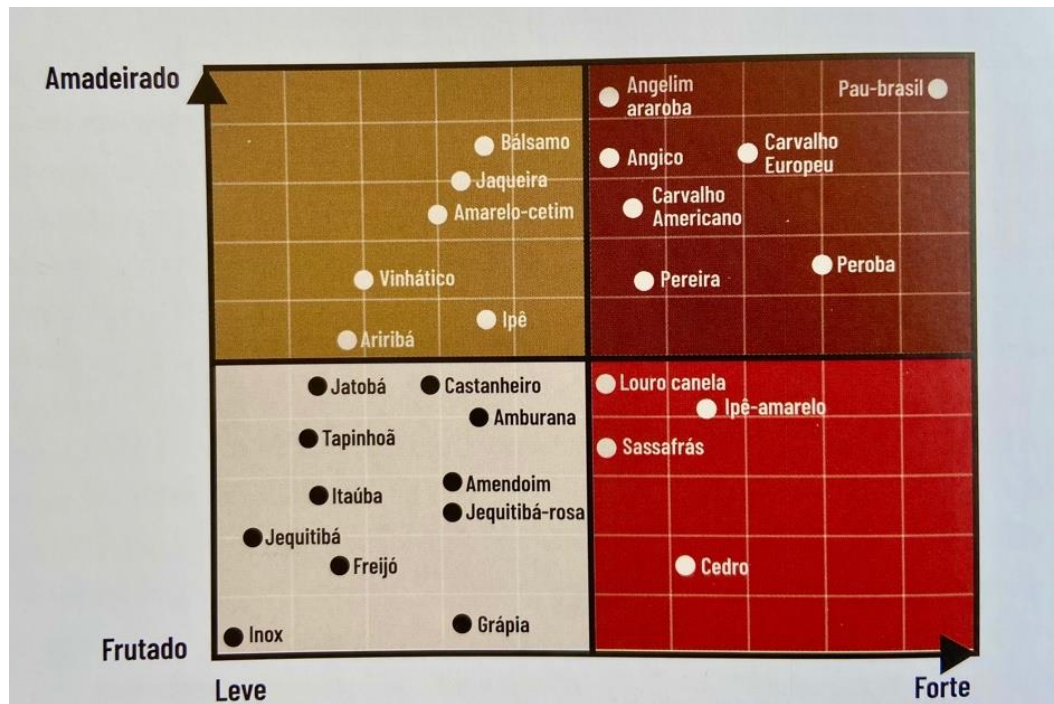 Amadeirado
Angelim
araroba
Pau-brasil
Bálsamo
Angico
Carvalho
Europeu
Jaqueira
Amarelo-cetim
Carvalho
Americano
Vinhático
Pereira
Peroba
Ipê
Ariribá
Jatobá
Castanheiro
Louro canela
Ipê-amarelo
Amburana
Tapinhoã
Sassafrás
Itaúba
Amendoim
Jequitibá-rosa
Jequitibá
Freijó
Cedro
Inox
Grápia
Frutado
Leve
Forte